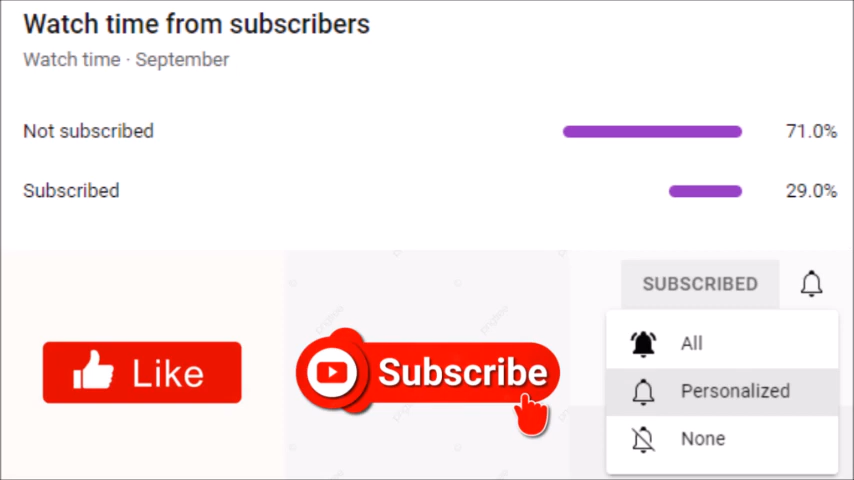 Watch time from subscribers
Watch time · September
Not subscribed 71.0%
Subscribed 29.0%
SUBSCRIBED
Like
Subscribe
All
Personalized
None